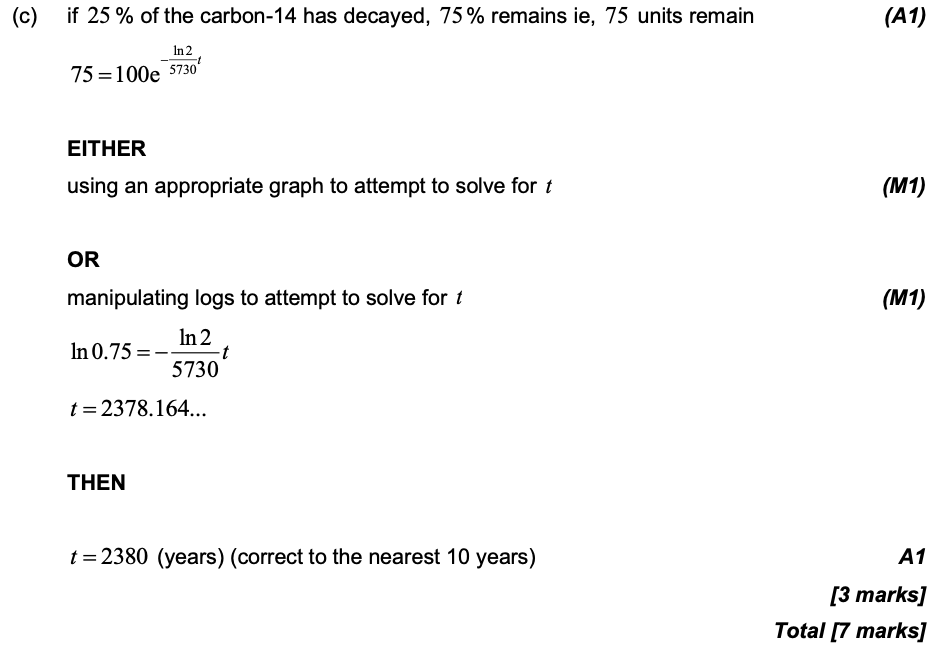 (c) if 25 % of the carbon-14 has decayed, 75 % remains ie, 75 units remain (A1)
75 = 100e^{-\frac{ln 2}{5730}t}
EITHER
using an appropriate graph to attempt to solve for t (M1)
OR
manipulating logs to attempt to solve for t (M1)
ln 0.75 = -\frac{ln 2}{5730}t
t = 2378.164...
THEN
t = 2380 (years) (correct to the nearest 10 years) A1
[3 marks]
Total [7 marks]